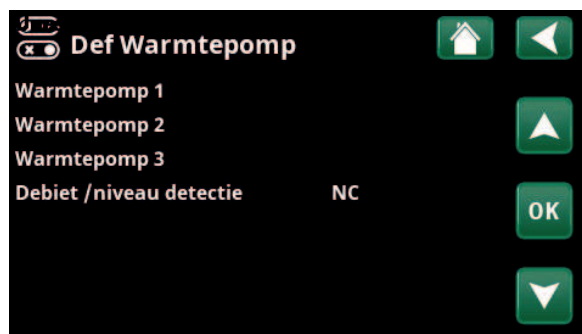 Def Warmtepomp
Warmtepomp 1
Warmtepomp 2
Warmtepomp 3
Debiet /niveau detectie NC
OK